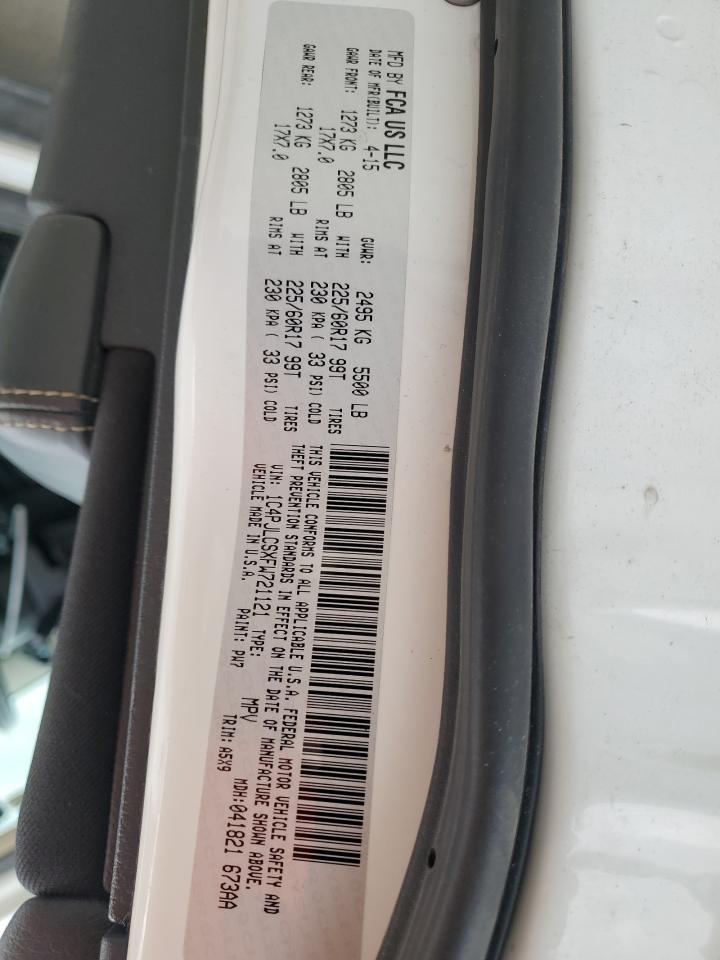 MFD BY FCA US LLC
DATE OF MFR(BUILT): 4-15 GVWR: 2495 KG 5500 LB
GAWR FRONT: 1273 KG 2805 LB WITH 225/60R17 99T TIRES
17X7.0 RIMS AT 230 KPA ( 33 PSI) COLD
GAWR REAR: 1273 KG 2805 LB WITH 225/60R17 99T TIRES
17X7.0 RIMS AT 230 KPA ( 33 PSI) COLD
THIS VEHICLE CONFORMS TO ALL APPLICABLE U.S.A. FEDERAL MOTOR VEHICLE SAFETY AND
THEFT PREVENTION STANDARDS IN EFFECT ON THE DATE OF MANUFACTURE SHOWN ABOVE.
VIN: 1C4PJLCSXFW721121 TYPE: MPV MDH:041821 673AA
VEHICLE MADE IN U.S.A. PAINT: PW7 TRIM: A5X9